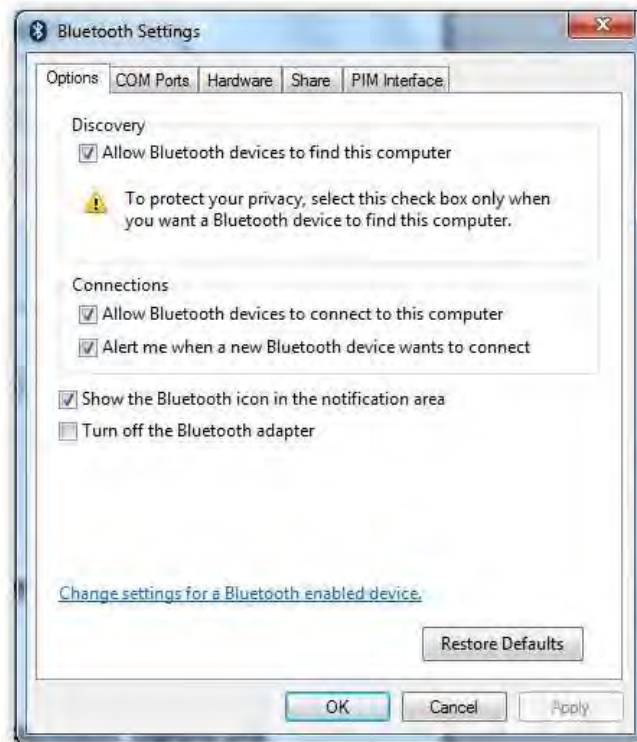 Bluetooth Settings
Options COM Ports Hardware Share PIM Interface
Discovery
Allow Bluetooth devices to find this computer
To protect your privacy, select this check box only when
you want a Bluetooth device to find this computer.
Connections
Allow Bluetooth devices to connect to this computer
Alert me when a new Bluetooth device wants to connect
Show the Bluetooth icon in the notification area
Turn off the Bluetooth adapter
Change settings for a Bluetooth enabled device.
Restore Defaults
OK Cancel Apply